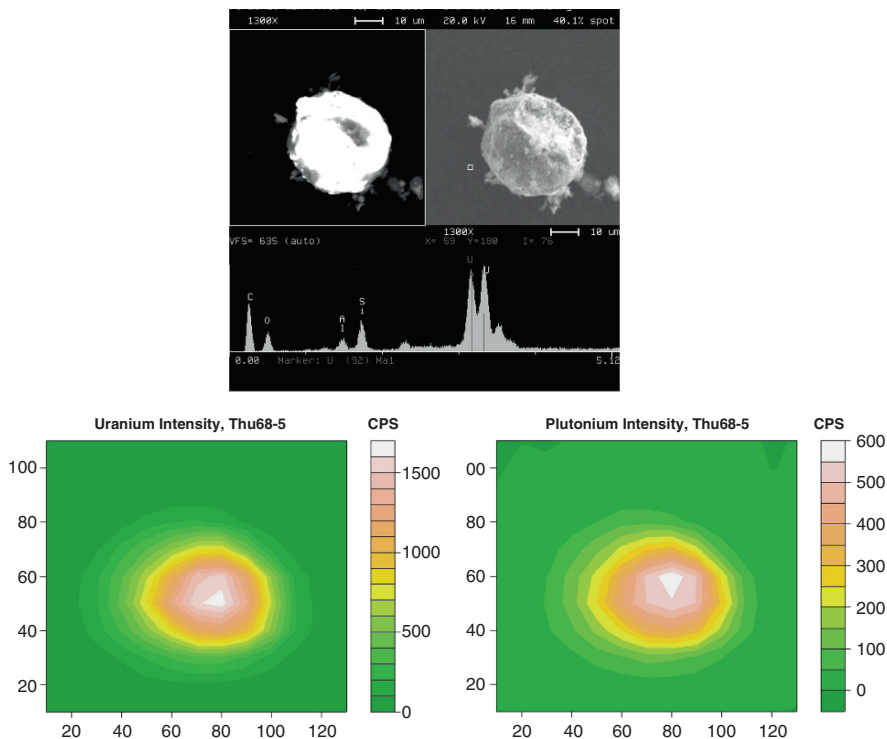 1300X 10 um 20.0 kV 16 mm 40.1% spot
1300X 10 um
VFS= 635 (auto) X= 59 Y=180 I= 76
U
U
C
O
Al
Si
0.00 Marker: U (92) Ma1 5.12
Uranium Intensity, Thu68-5 CPS
Plutonium Intensity, Thu68-5 CPS
100
80
60
40
20
20 40 60 80 100 120
1500
1000
500
0
00
80
60
40
20
20 40 60 80 100 120
600
500
400
300
200
100
0